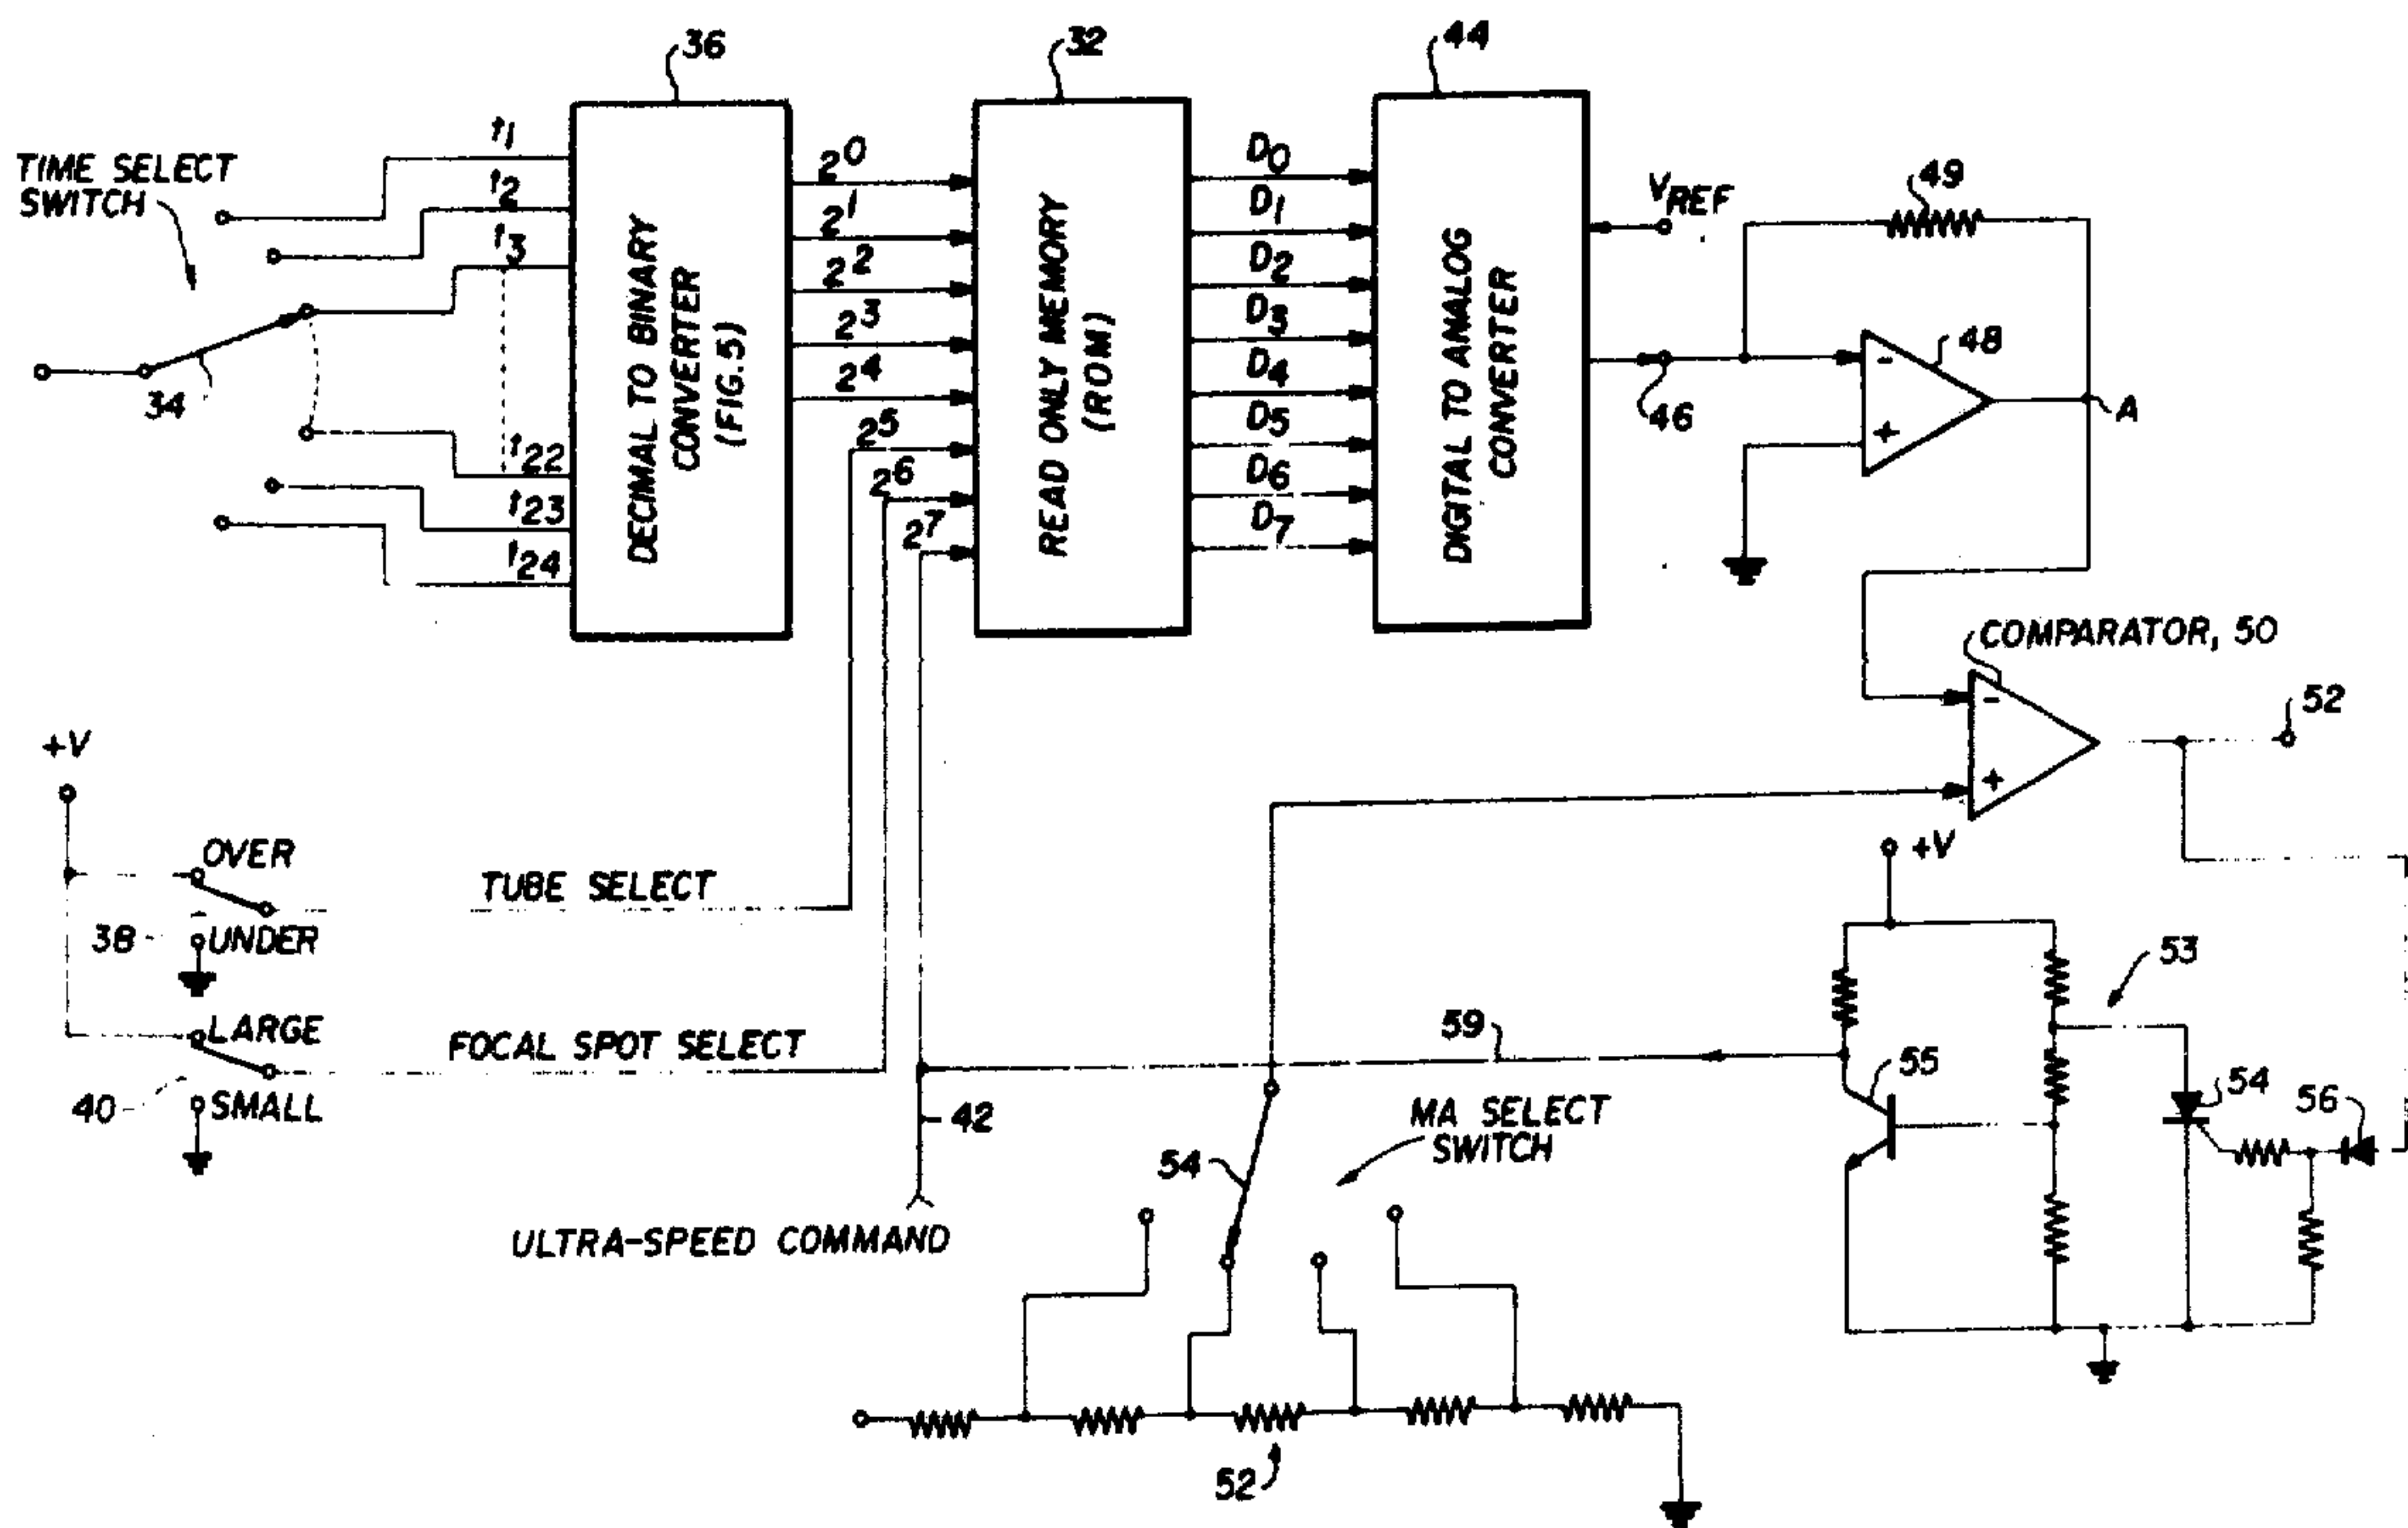 36
32
44
TIME SELECT
SWITCH
t1
t2
t3
t22
t23
t24
34
DECIMAL TO BINARY
CONVERTER
(FIG.5)
2^0
2^1
2^2
2^3
2^4
2^5
2^6
2^7
READ ONLY MEMORY
(ROM)
D0
D1
D2
D3
D4
D5
D6
D7
DIGITAL TO ANALOG
CONVERTER
VREF
46
49
48
-
+
A
COMPARATOR, 50
-
+
52
+V
OVER
38
UNDER
TUBE SELECT
LARGE
40
SMALL
FOCAL SPOT SELECT
42
ULTRA-SPEED COMMAND
59
54
MA SELECT
SWITCH
52
+V
53
55
54
56